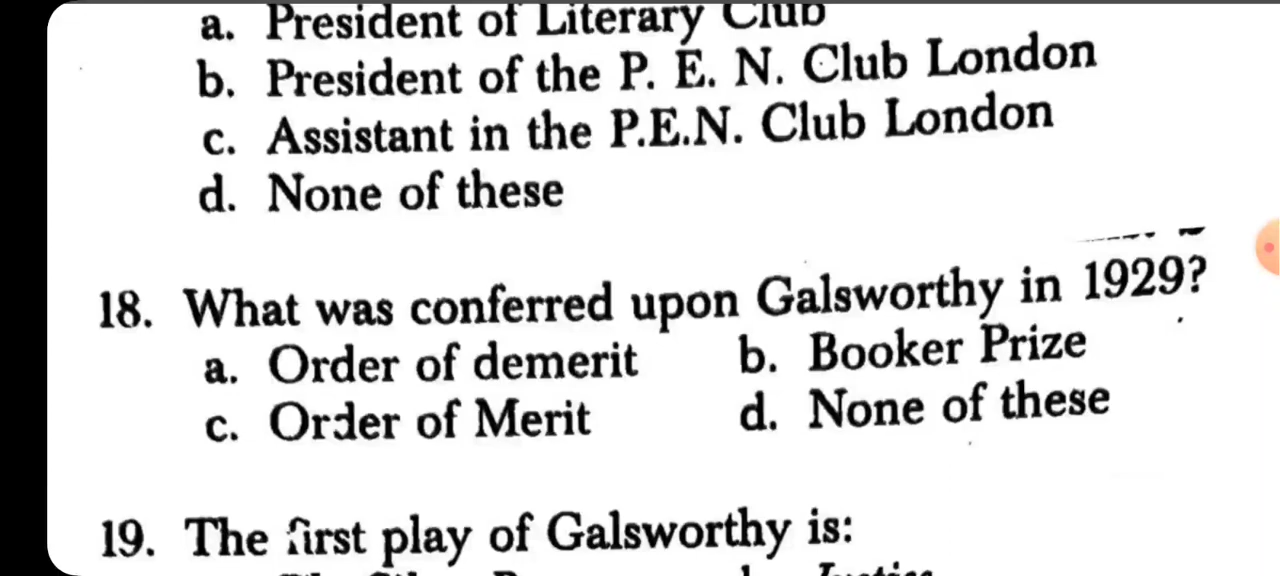 a. President of Literary Club
b. President of the P. E. N. Club London
c. Assistant in the P.E.N. Club London
d. None of these
18. What was conferred upon Galsworthy in 1929?
a. Order of demerit b. Booker Prize
c. Order of Merit d. None of these
19. The first play of Galsworthy is: